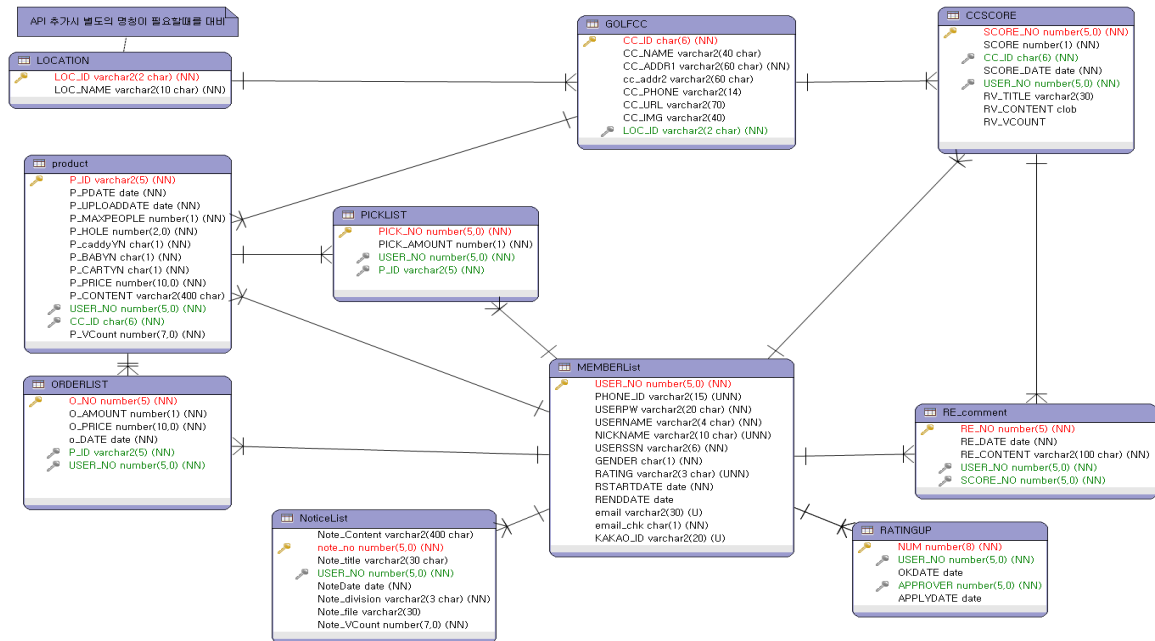 API 추가시 별도의 명칭이 필요할때를 대비
LOCATION
LOC_ID varchar2(2 char) (NN)
LOC_NAME varchar2(10 char) (NN)
GOLFCC
CC_ID char(6) (NN)
CC_NAME varchar2(40 char)
CC_ADDR1 varchar2(60 char) (NN)
cc_addr2 varchar2(60 char)
CC_PHONE varchar2(14)
CC_URL varchar2(70)
CC_IMG varchar2(40)
LOC_ID varchar2(2 char) (NN)
CCSCORE
SCORE_NO number(5,0) (NN)
SCORE number(1) (NN)
CC_ID char(6) (NN)
SCORE_DATE date (NN)
USER_NO number(5,0) (NN)
RV_TITLE varchar2(30)
RV_CONTENT clob
RV_VCOUNT
product
P_ID varchar2(5) (NN)
P_PDATE date (NN)
P_UPLOADDATE date (NN)
P_MAXPEOPLE number(1) (NN)
P_HOLE number(2,0) (NN)
P_caddyYN char(1) (NN)
P_BABYN char(1) (NN)
P_CARTYN char(1) (NN)
P_PRICE number(10,0) (NN)
P_CONTENT varchar2(400 char)
USER_NO number(5,0) (NN)
CC_ID char(6) (NN)
P_VCount number(7,0) (NN)
PICKLIST
PICK_NO number(5,0) (NN)
PICK_AMOUNT number(1) (NN)
USER_NO number(5,0) (NN)
P_ID varchar2(5) (NN)
ORDERLIST
O_NO number(5) (NN)
O_AMOUNT number(1) (NN)
O_PRICE number(10,0) (NN)
o_DATE date (NN)
P_ID varchar2(5) (NN)
USER_NO number(5,0) (NN)
MEMBERList
USER_NO number(5,0) (NN)
PHONE_ID varchar2(15) (UNN)
USERPW varchar2(20 char) (NN)
USERNAME varchar2(4 char) (NN)
NICKNAME varchar2(10 char) (UNN)
USERSSN varchar2(6) (NN)
GENDER char(1) (NN)
RATING varchar2(3 char) (UNN)
RSTARTDATE date (NN)
RENDDATE date
email varchar2(30) (U)
email_chk char(1) (NN)
KAKAO_ID varchar2(20) (U)
RE_comment
RE_NO number(5) (NN)
RE_DATE date (NN)
RE_CONTENT varchar2(100 char) (NN)
USER_NO number(5,0) (NN)
SCORE_NO number(5,0) (NN)
NoticeList
Note_Content varchar2(400 char)
note_no number(5,0) (NN)
Note_title varchar2(30 char)
USER_NO number(5,0) (NN)
NoteDate date (NN)
Note_division varchar2(3 char) (NN)
Note_file varchar2(30)
Note_VCount number(7,0) (NN)
RATINGUP
NUM number(8) (NN)
USER_NO number(5,0) (NN)
OKDATE date
APPROVER number(5,0) (NN)
APPLYDATE date